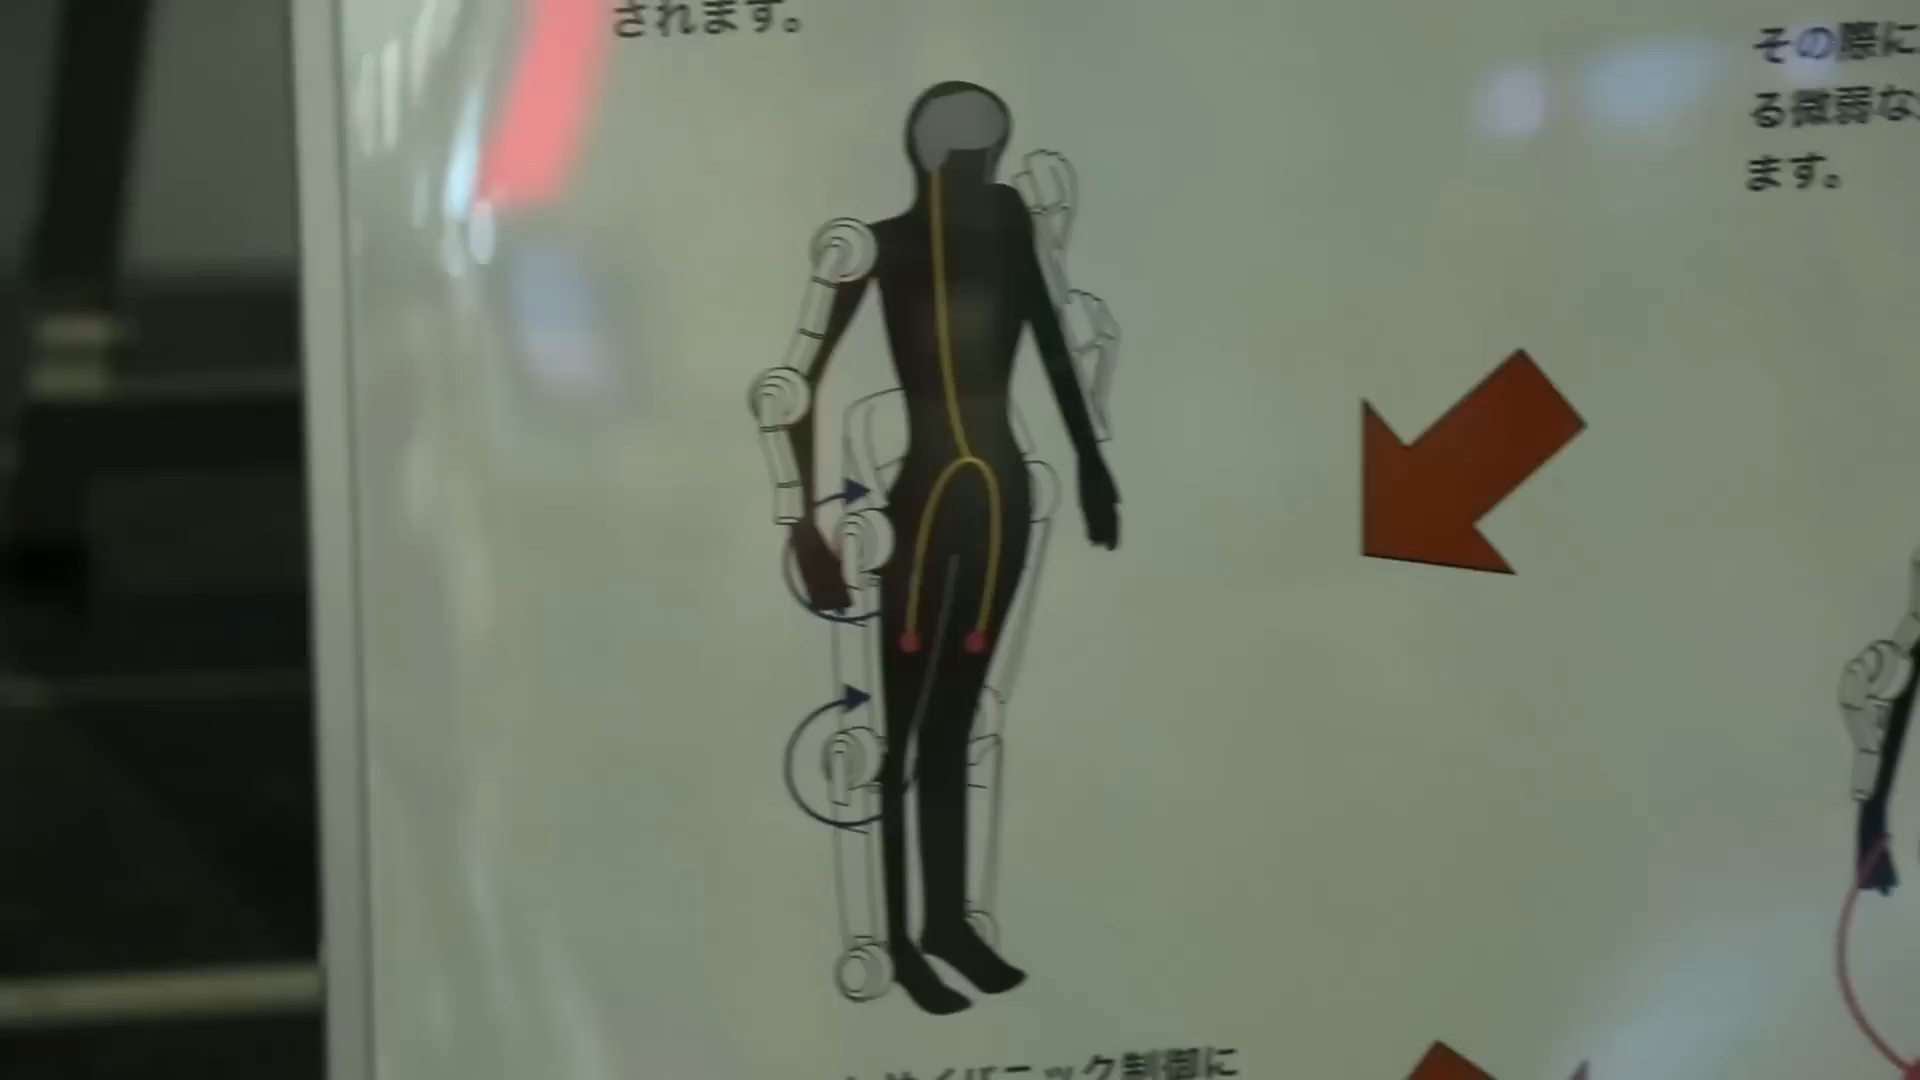 されます。
その際に
る微弱な
ます。
サイバニック制御に